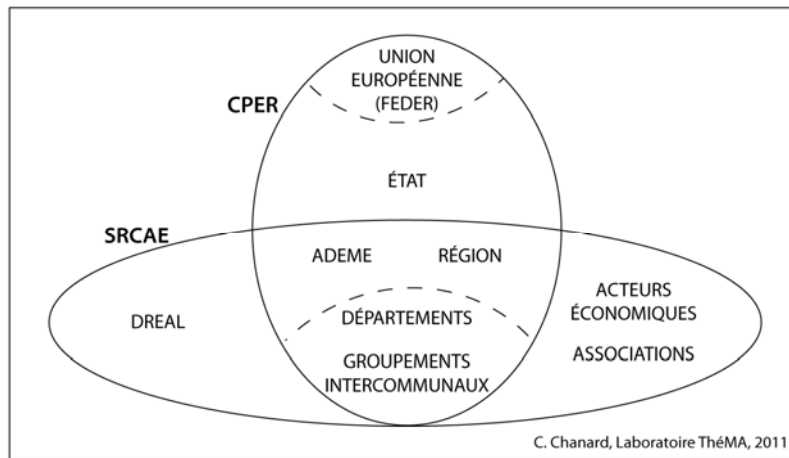 UNION
EUROPÉENNE
(FEDER)
CPER
ÉTAT
SRCAE
ADEME
RÉGION
DREAL
DÉPARTEMENTS
GROUPEMENTS
INTERCOMMUNAUX
ACTEURS
ÉCONOMIQUES
ASSOCIATIONS
C. Chanard, Laboratoire ThéMA, 2011